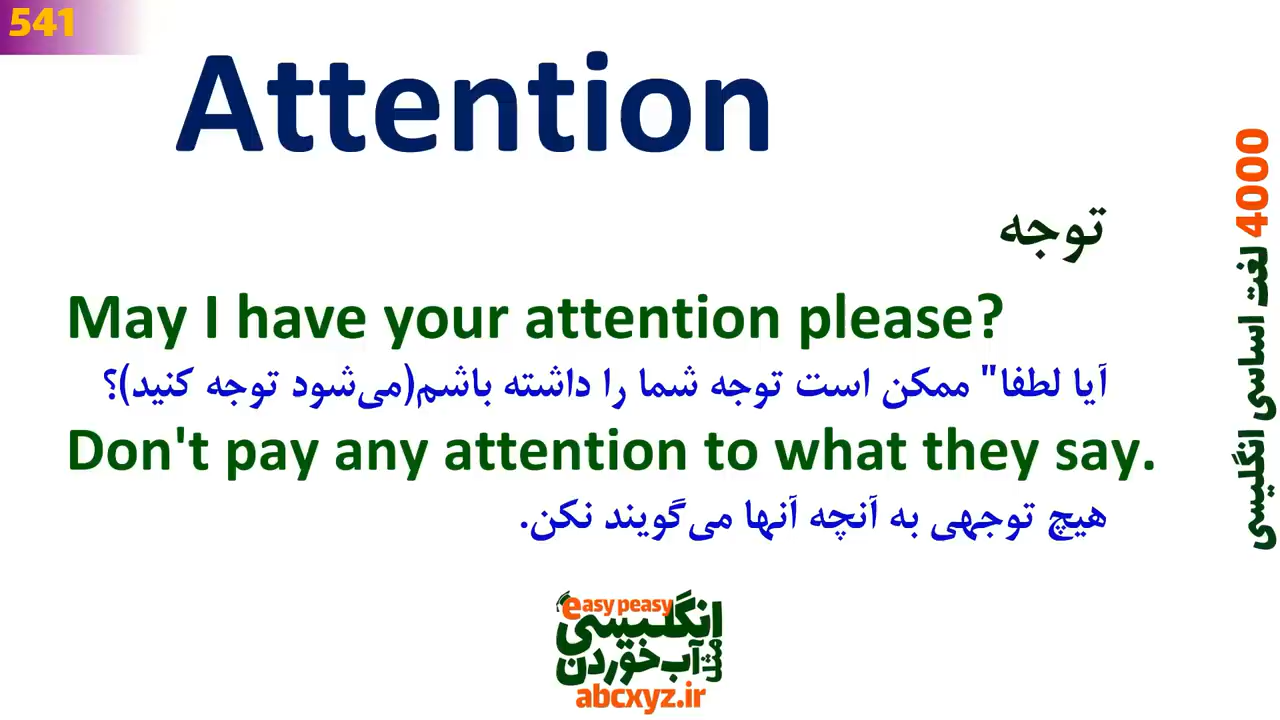 541
Attention
توجه
May I have your attention please?
آیا لطفا" ممکن است توجه شما را داشته باشم(می‌شود توجه کنید)؟
Don't pay any attention to what they say.
هیچ توجهی به آنچه آنها می‌گویند نکن.
4000 لغت اساسی انگلیسی
easy peasy
انگلیسی
مثل آب خوردن
abcxyz.ir